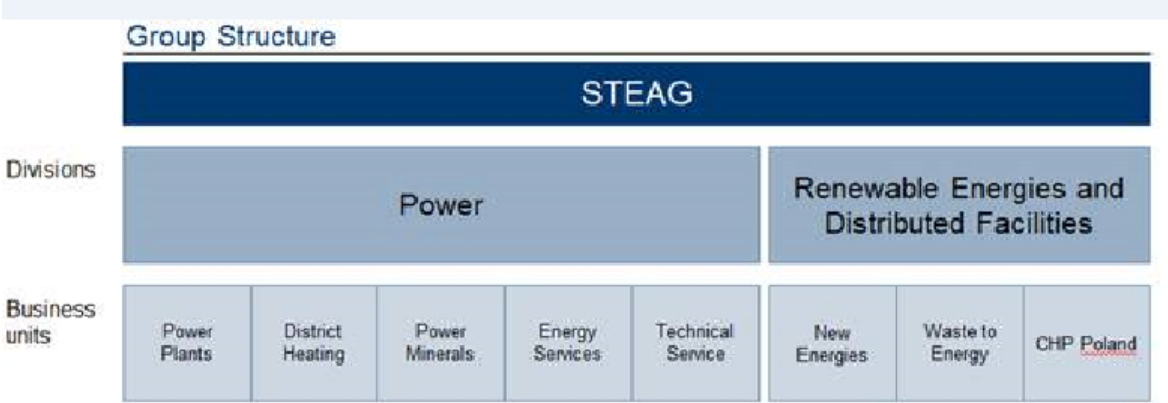 Group Structure
STEAG
Divisions
Power
Renewable Energies and
Distributed Facilities
Business
units
Power
Plants
District
Heating
Power
Minerals
Energy
Services
Technical
Service
New
Energies
Waste to
Energy
CHP Poland